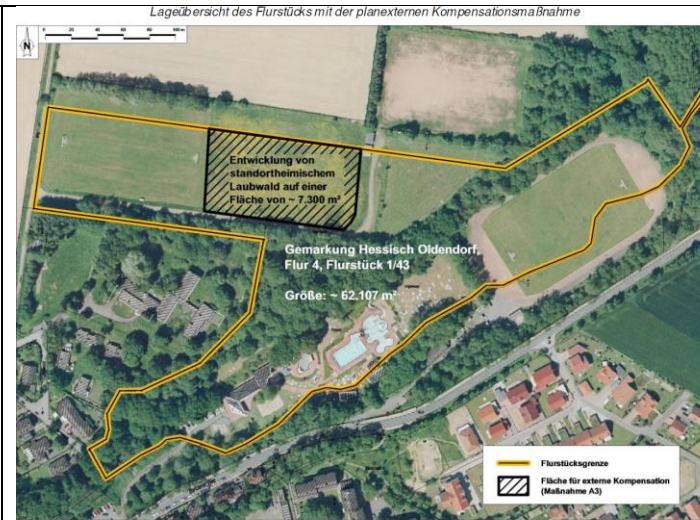 Lageübersicht des Flurstücks mit der planexternen Kompensationsmaßnahme
N
Entwicklung von
standortheimischem
Laubwald auf einer
Fläche von ~ 7.300 m²
Gemarkung Hessisch Oldendorf,
Flur 4, Flurstück 1/43
Größe: ~ 62.107 m²
Flurstücksgrenze
Fläche für externe Kompensation
(Maßnahme A3)